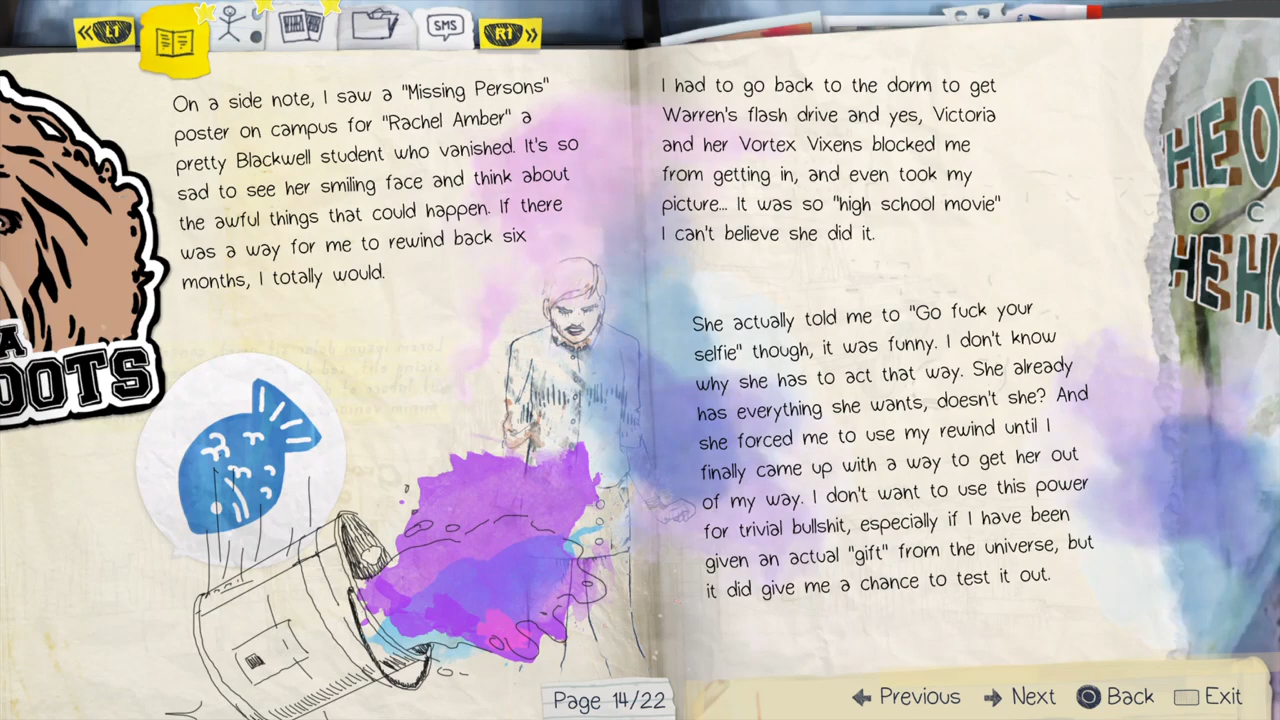 L1
SMS
R1
On a side note, I saw a "Missing Persons"
poster on campus for "Rachel Amber" a
pretty Blackwell student who vanished. It's so
sad to see her smiling face and think about
the awful things that could happen. If there
was a way for me to rewind back six
months, I totally would.
OOTS
I had to go back to the dorm to get
Warren's flash drive and yes, Victoria
and her Vortex Vixens blocked me
from getting in, and even took my
picture... It was so "high school movie"
I can't believe she did it.
She actually told me to "Go fuck your
selfie" though, it was funny. I don't know
why she has to act that way. She already
has everything she wants, doesn't she? And
she forced me to use my rewind until I
finally came up with a way to get her out
of my way. I don't want to use this power
for trivial bullshit, especially if I have been
given an actual "gift" from the universe, but
it did give me a chance to test it out.
HE O
O C
HE H
Page 14/22
Previous
Next
Back
Exit